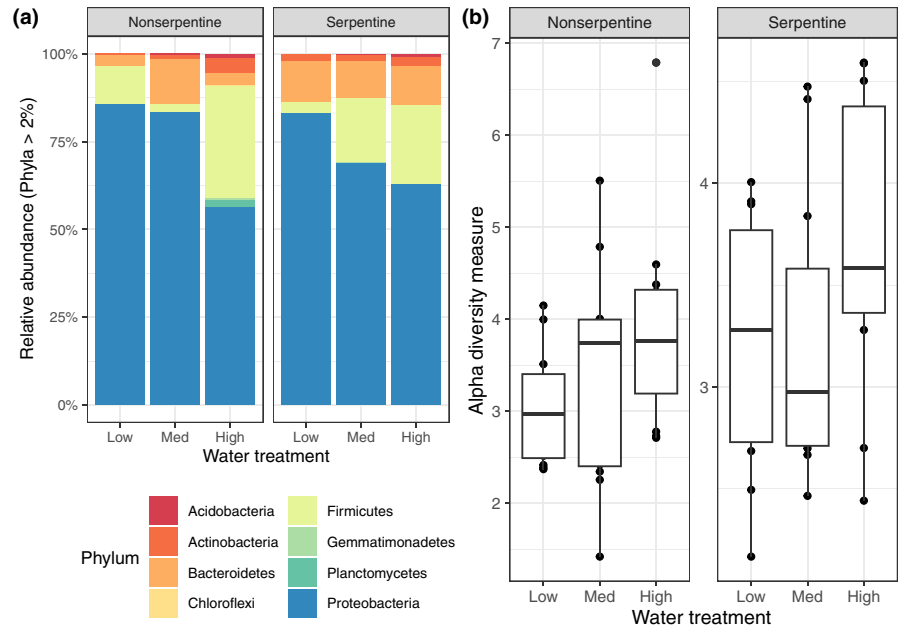 (a)
Nonserpentine Serpentine
Relative abundance (Phyla > 2%)
100%
75%
50%
25%
0%
Low Med High Low Med High
Water treatment
Phylum
Acidobacteria Firmicutes
Actinobacteria Gemmatimonadetes
Bacteroidetes Planctomycetes
Chloroflexi Proteobacteria
(b)
Nonserpentine Serpentine
Alpha diversity measure
7
6
5
4
3
2
4
3
Low Med High Low Med High
Water treatment